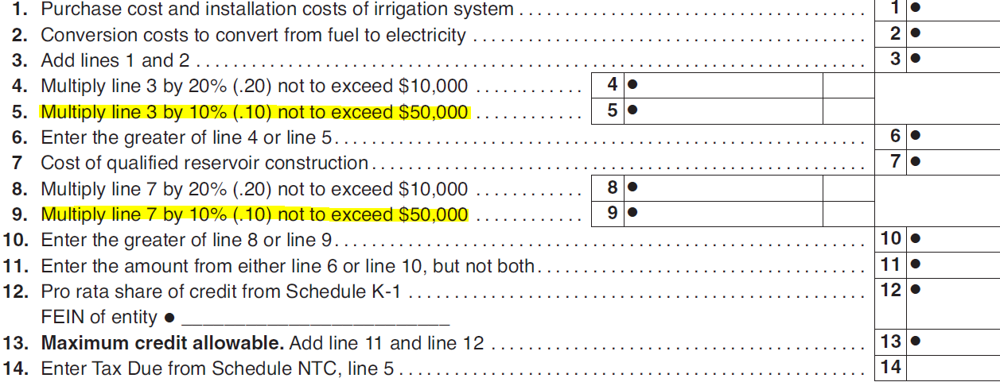 1. Purchase cost and installation costs of irrigation system . . . . . . . . . . . . . . . . . . . . . . . . . . . . . . . . . . . . . . 1 ●
2. Conversion costs to convert from fuel to electricity . . . . . . . . . . . . . . . . . . . . . . . . . . . . . . . . . . . . . . . . . . . 2 ●
3. Add lines 1 and 2 . . . . . . . . . . . . . . . . . . . . . . . . . . . . . . . . . . . . . . . . . . . . . . . . . . . . . . . . . . . . . . . . . . . . . . 3 ●
4. Multiply line 3 by 20% (.20) not to exceed $10,000 . . . . . . . . . . . . 4 ●
5. Multiply line 3 by 10% (.10) not to exceed $50,000 . . . . . . . . . . . . 5 ●
6. Enter the greater of line 4 or line 5. . . . . . . . . . . . . . . . . . . . . . . . . . . . . . . . . . . . . . . . . . . . . . . . . . . . . . . . . 6 ●
7 Cost of qualified reservoir construction. . . . . . . . . . . . . . . . . . . . . . . . . . . . . . . . . . . . . . . . . . . . . . . . . . . . . 7 ●
8. Multiply line 7 by 20% (.20) not to exceed $10,000 . . . . . . . . . . . . 8 ●
9. Multiply line 7 by 10% (.10) not to exceed $50,000 . . . . . . . . . . . . 9 ●
10. Enter the greater of line 8 or line 9. . . . . . . . . . . . . . . . . . . . . . . . . . . . . . . . . . . . . . . . . . . . . . . . . . . . . . . . . 10 ●
11. Enter the amount from either line 6 or line 10, but not both. . . . . . . . . . . . . . . . . . . . . . . . . . . . . . . . . . . . 11 ●
12. Pro rata share of credit from Schedule K-1 . . . . . . . . . . . . . . . . . . . . . . . . . . . . . . . . . . . . . . . . . . . . . . . . . 12 ●
FEIN of entity ● __________________________
13. Maximum credit allowable. Add line 11 and line 12 . . . . . . . . . . . . . . . . . . . . . . . . . . . . . . . . . . . . . . . . . 13 ●
14. Enter Tax Due from Schedule NTC, line 5 . . . . . . . . . . . . . . . . . . . . . . . . . . . . . . . . . . . . . . . . . . . . . . . . . . 14